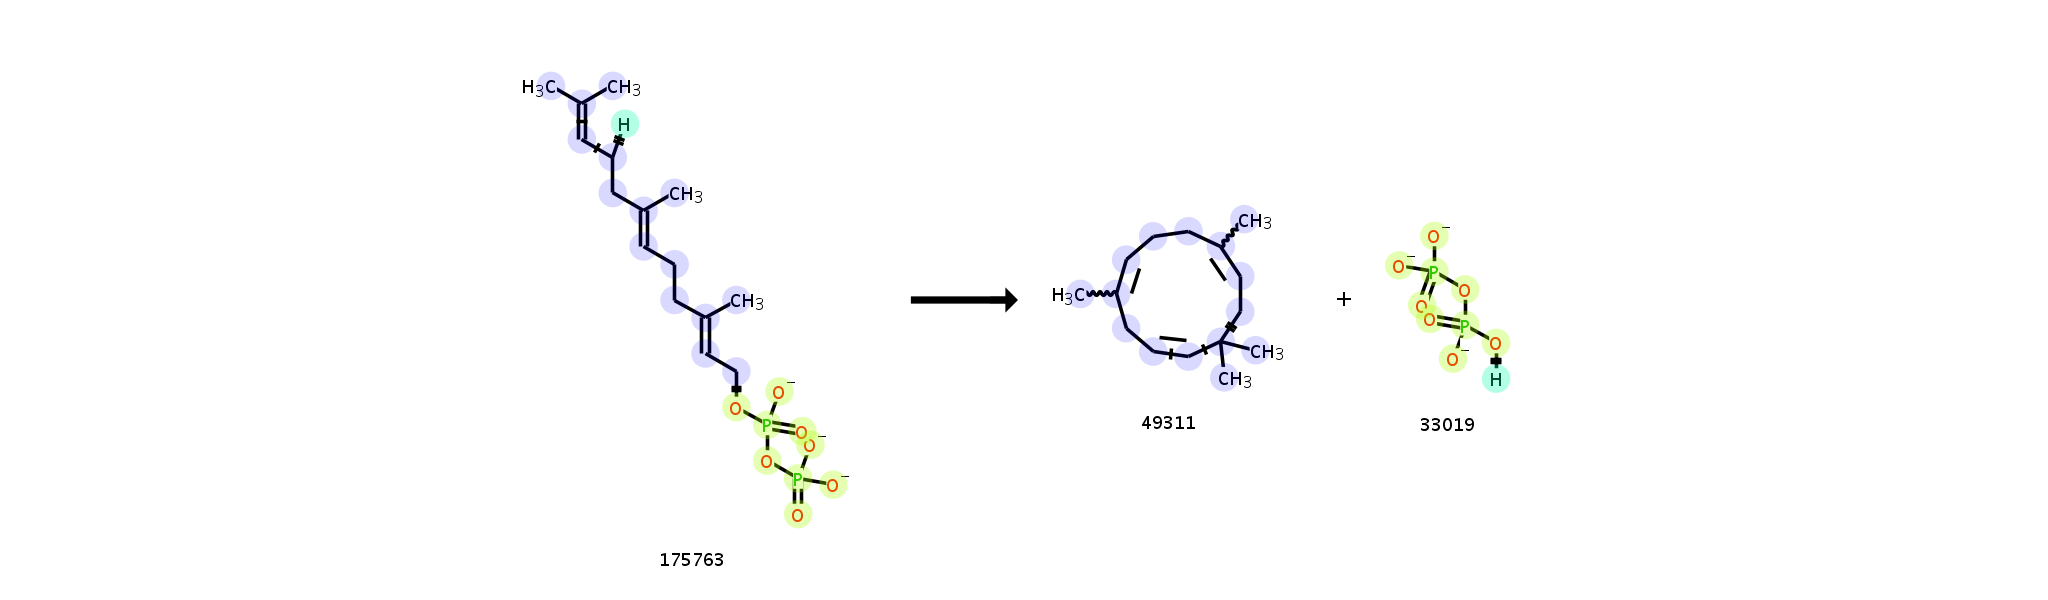 H3C CH3
H
CH3
CH3
O O−
P O
O O−
P O−
O
175763
CH3
H3C
CH3
CH3
49311
+
O−
O− P
O O
O P O
O−
H
33019